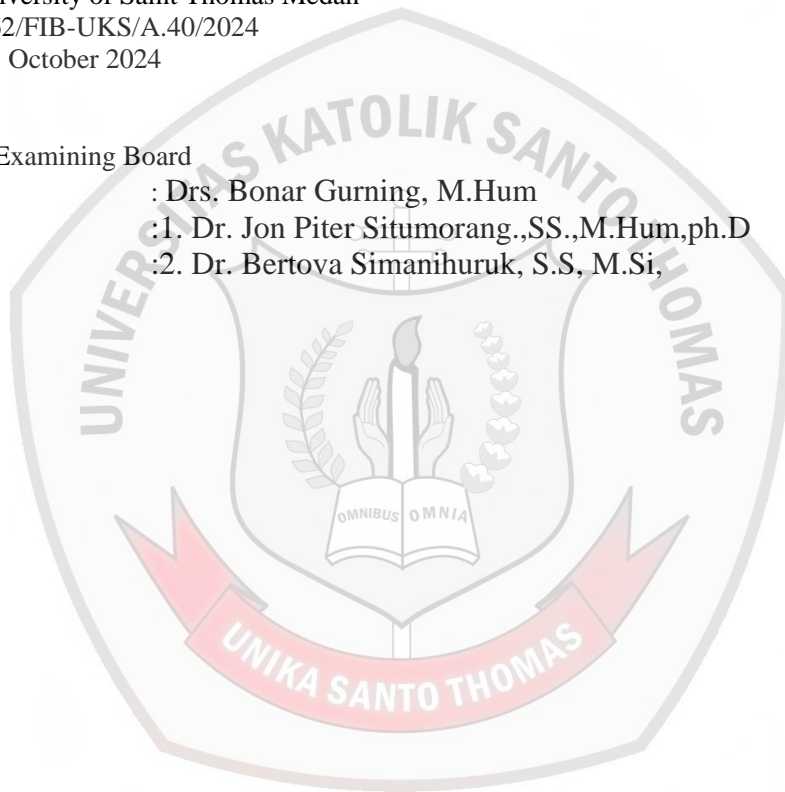 University of Saint Thomas Medan
2/FIB-UKS/A.40/2024
October 2024
Examining Board
: Drs. Bonar Gurning, M.Hum
:1. Dr. Jon Piter Situmorang.,SS.,M.Hum,ph.D
:2. Dr. Bertova Simanihuruk, S.S, M.Si,
UNIVERSITAS KATOLIK SANTO THOMAS
OMNIBUS OMNIA
UNIKA SANTO THOMAS